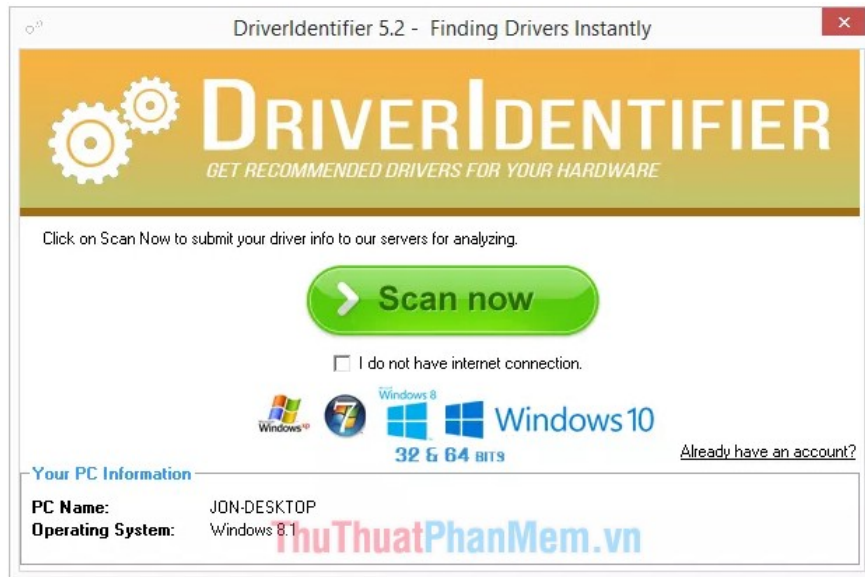 DriverIdentifier 5.2 - Finding Drivers Instantly
x
DRIVERIDENTIFIER
GET RECOMMENDED DRIVERS FOR YOUR HARDWARE
Click on Scan Now to submit your driver info to our servers for analyzing.
Scan now
I do not have internet connection.
Windows xp
7
Windows 8
Windows 10
32 & 64 BITS
Already have an account?
Your PC Information
PC Name: JON-DESKTOP
Operating System: Windows 8.1
ThuThuatPhanMem.vn